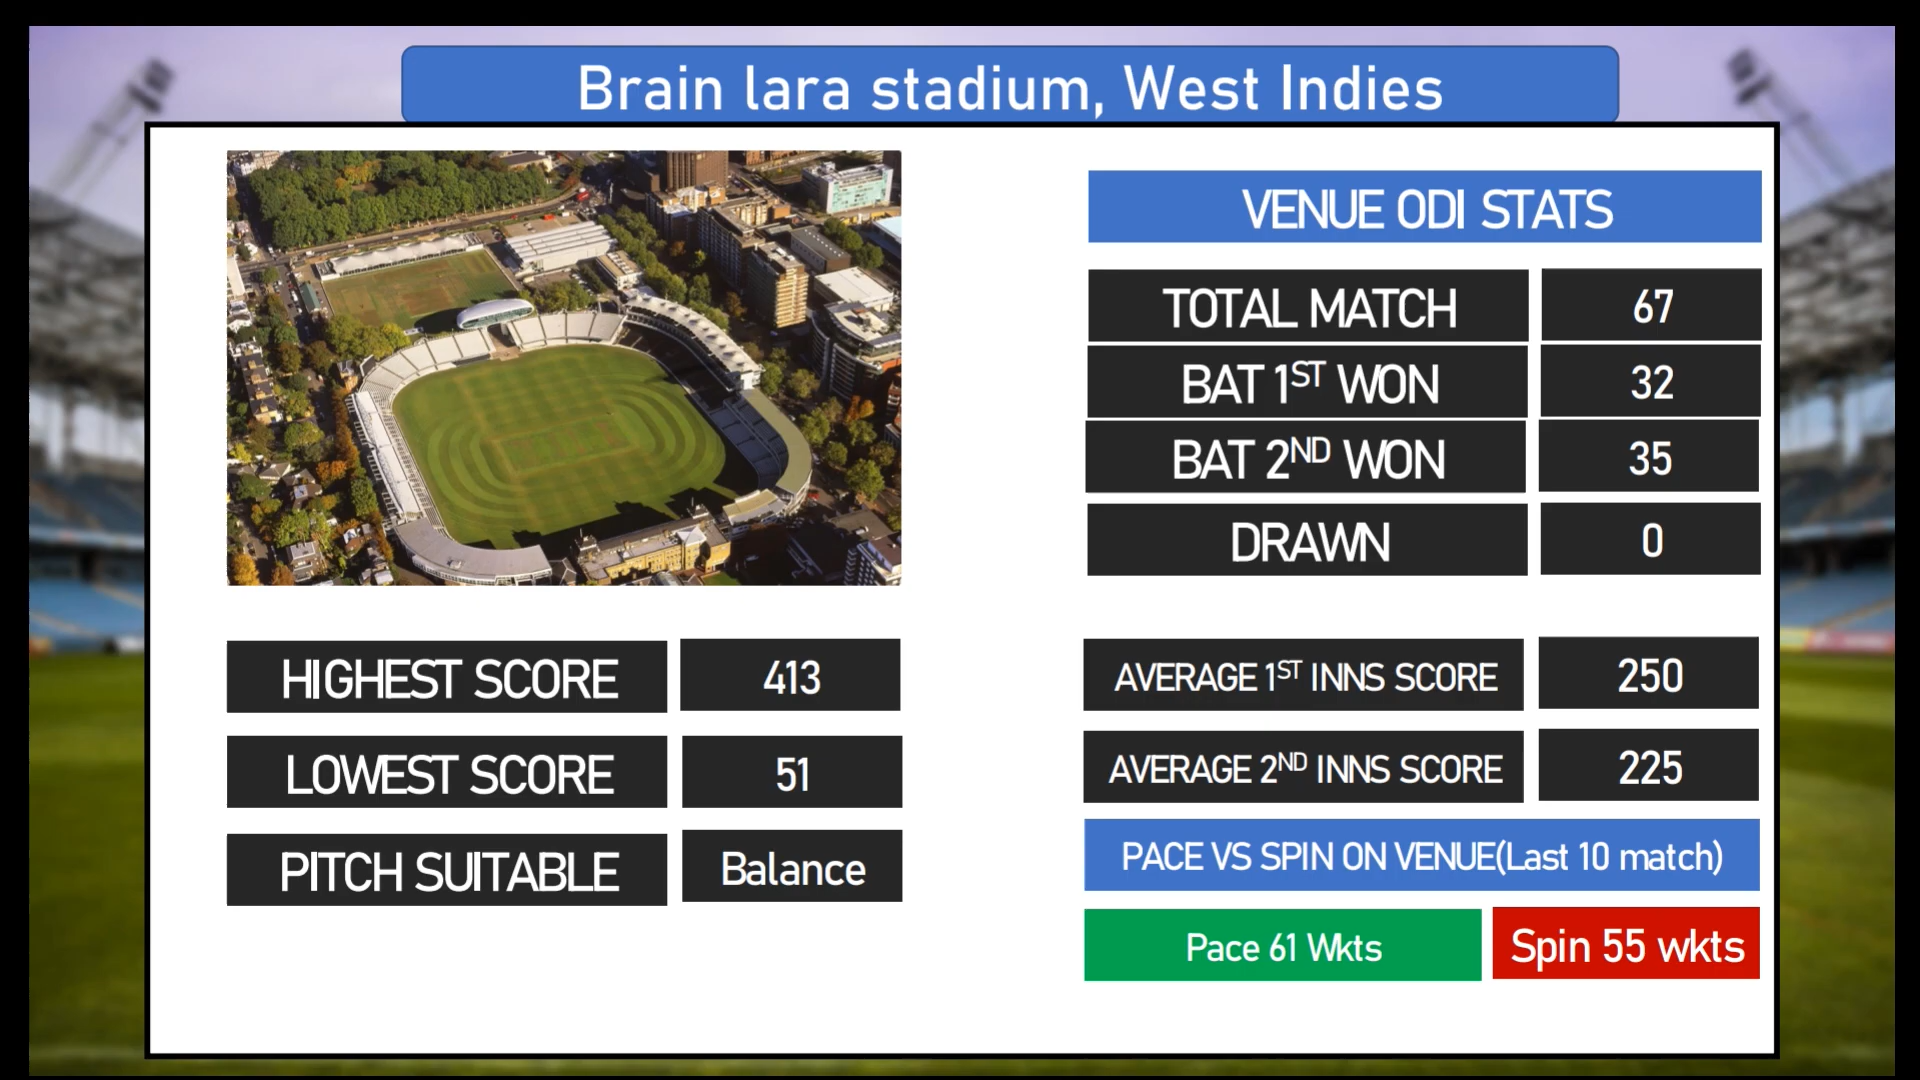 Brain lara stadium, West Indies
VENUE ODI STATS
TOTAL MATCH 67
BAT 1ST WON 32
BAT 2ND WON 35
DRAWN 0
HIGHEST SCORE 413
LOWEST SCORE 51
PITCH SUITABLE Balance
AVERAGE 1ST INNS SCORE 250
AVERAGE 2ND INNS SCORE 225
PACE VS SPIN ON VENUE(Last 10 match)
Pace 61 Wkts Spin 55 wkts